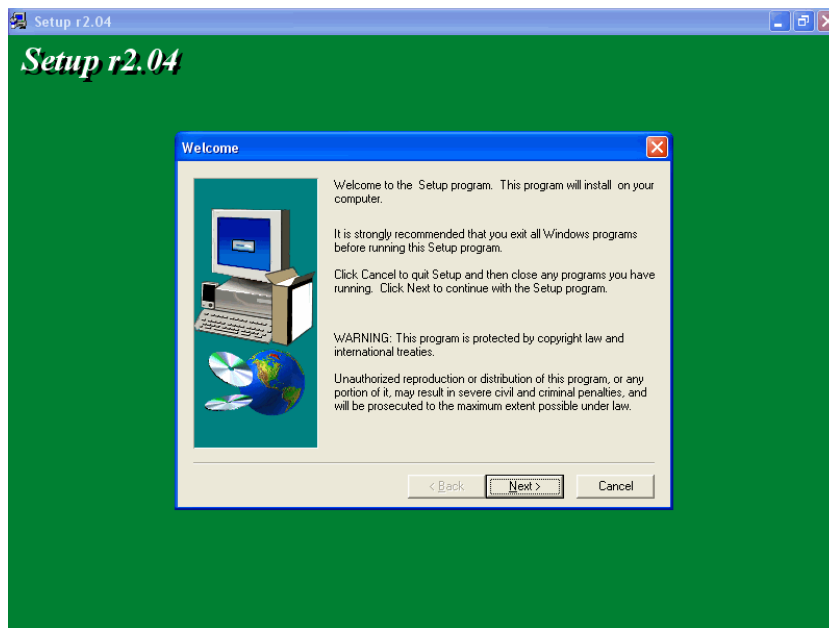 Setup r2.04
Setup r2.04
Welcome
Welcome to the Setup program. This program will install on your
computer.
It is strongly recommended that you exit all Windows programs
before running this Setup program.
Click Cancel to quit Setup and then close any programs you have
running. Click Next to continue with the Setup program.
WARNING: This program is protected by copyright law and
international treaties.
Unauthorized reproduction or distribution of this program, or any
portion of it, may result in severe civil and criminal penalties, and
will be prosecuted to the maximum extent possible under law.
< Back Next > Cancel